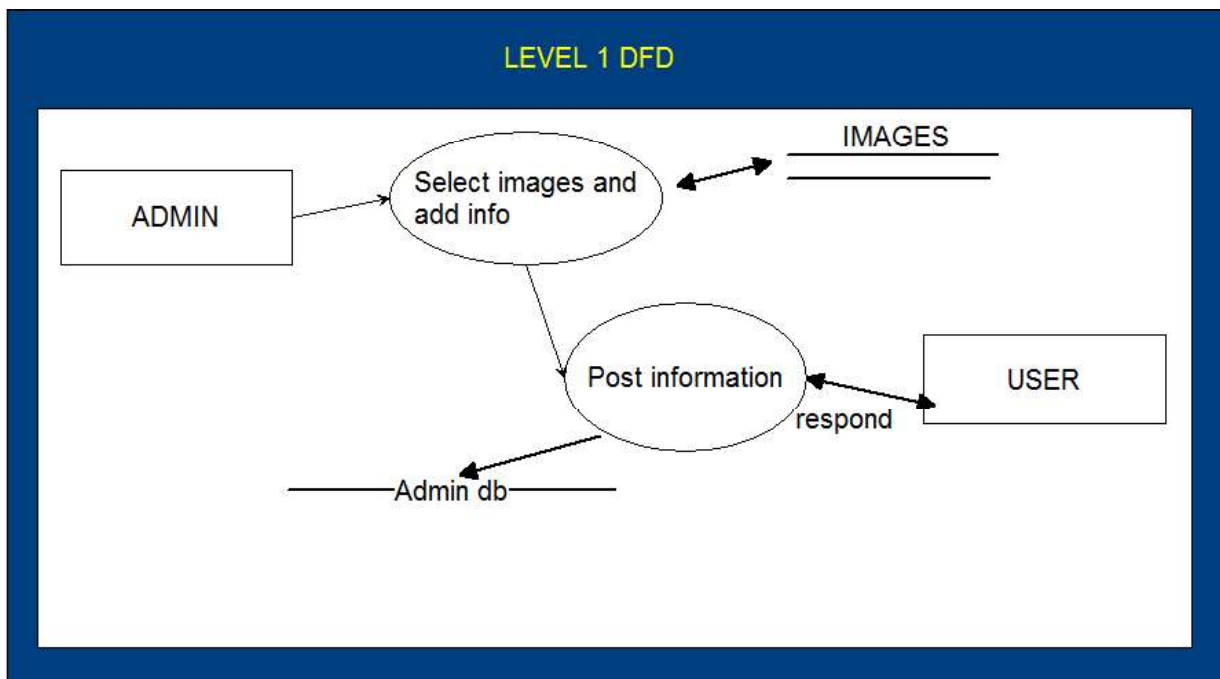 LEVEL 1 DFD
IMAGES
Select images and
add info
ADMIN
Post information
USER
respond
Admin db